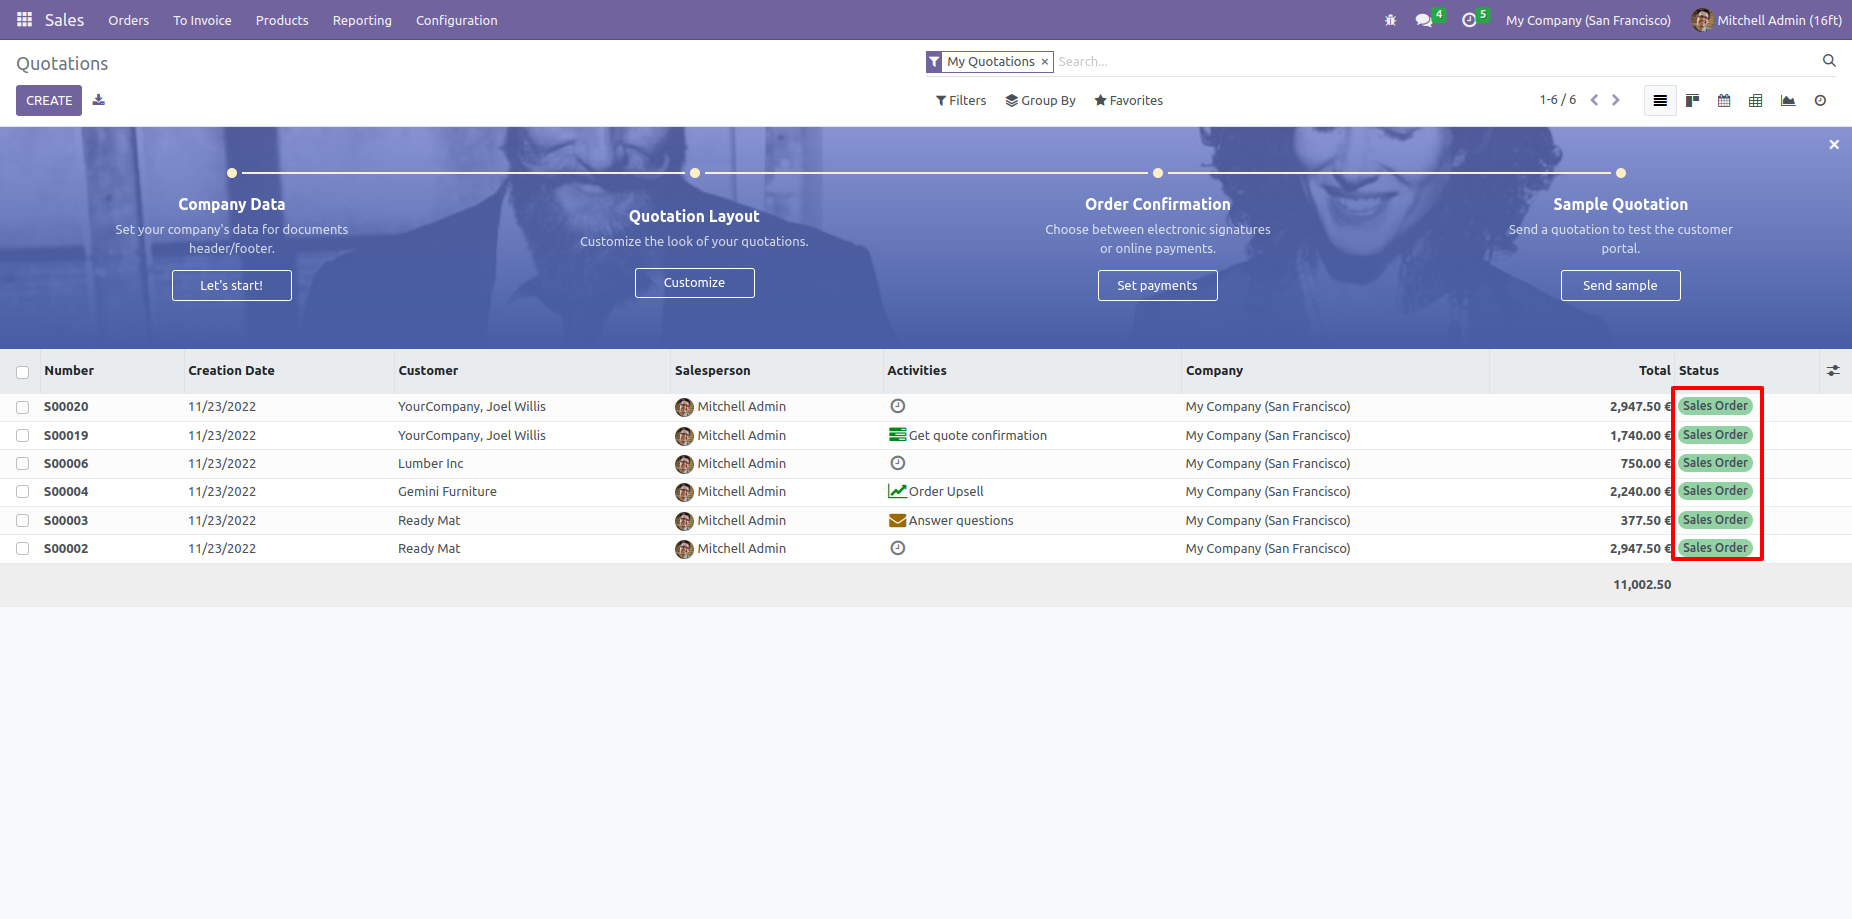 Sales Orders To Invoice Products Reporting Configuration 4 5 My Company (San Francisco) Mitchell Admin (16ft)
Quotations
My Quotations × Search...
CREATE
Filters Group By Favorites 1-6 / 6
×
Company Data
Set your company's data for documents
header/footer.
Let's start!
Quotation Layout
Customize the look of your quotations.
Customize
Order Confirmation
Choose between electronic signatures
or online payments.
Set payments
Sample Quotation
Send a quotation to test the customer
portal.
Send sample
Number Creation Date Customer Salesperson Activities Company Total Status
S00020 11/23/2022 YourCompany, Joel Willis Mitchell Admin My Company (San Francisco) 2,947.50 € Sales Order
S00019 11/23/2022 YourCompany, Joel Willis Mitchell Admin Get quote confirmation My Company (San Francisco) 1,740.00 € Sales Order
S00006 11/23/2022 Lumber Inc Mitchell Admin My Company (San Francisco) 750.00 € Sales Order
S00004 11/23/2022 Gemini Furniture Mitchell Admin Order Upsell My Company (San Francisco) 2,240.00 € Sales Order
S00003 11/23/2022 Ready Mat Mitchell Admin Answer questions My Company (San Francisco) 377.50 € Sales Order
S00002 11/23/2022 Ready Mat Mitchell Admin My Company (San Francisco) 2,947.50 € Sales Order
11,002.50